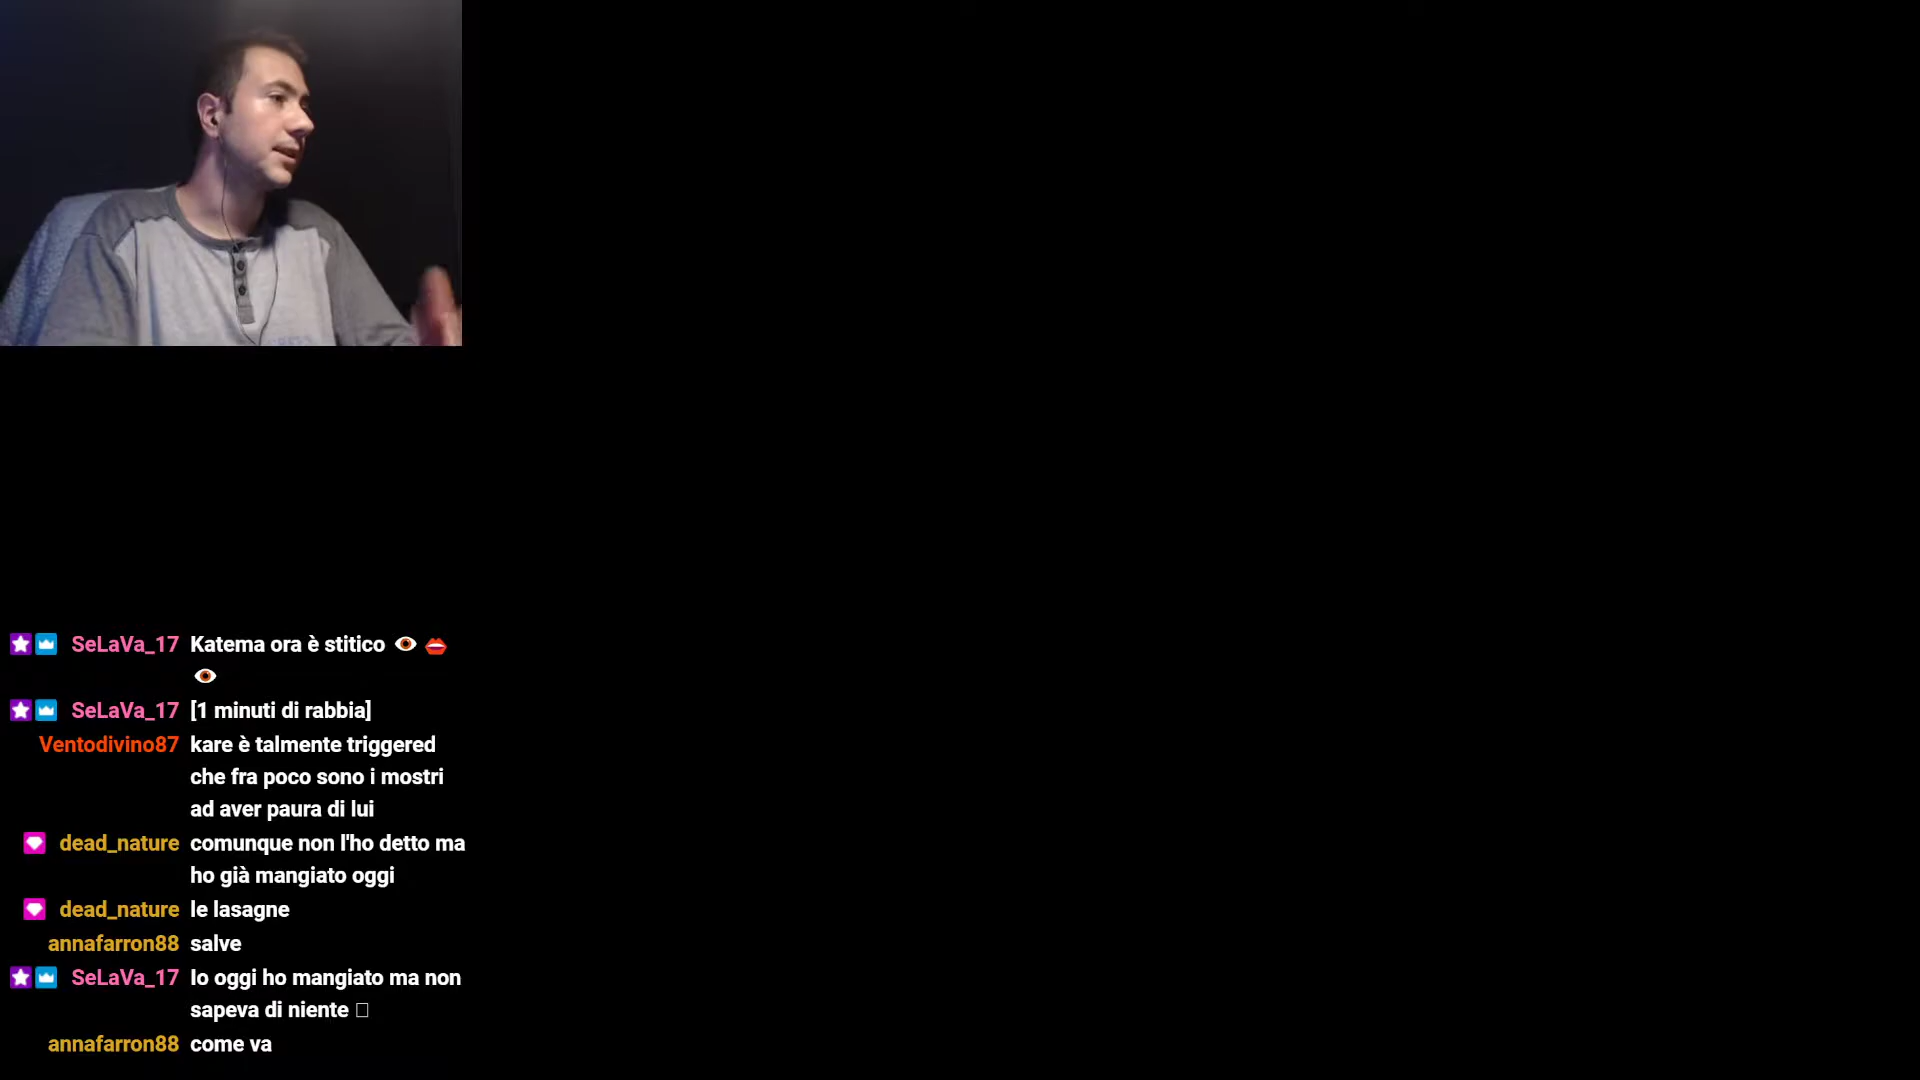 SeLaVa_17 Katema ora è stitico 👁 👄
👁
SeLaVa_17 [1 minuti di rabbia]
Ventodivino87 kare è talmente triggered
che fra poco sono i mostri
ad aver paura di lui
dead_nature comunque non l'ho detto ma
ho già mangiato oggi
dead_nature le lasagne
annafarron88 salve
SeLaVa_17 Io oggi ho mangiato ma non
sapeva di niente
annafarron88 come va